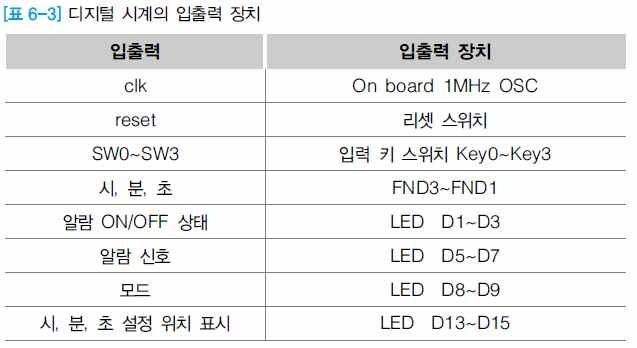 [표 6-3] 디지털 시계의 입출력 장치
입출력 입출력 장치
clk On board 1MHz OSC
reset 리셋 스위치
SW0~SW3 입력 키 스위치 Key0~Key3
시, 분, 초 FND3~FND1
알람 ON/OFF 상태 LED D1~D3
알람 신호 LED D5~D7
모드 LED D8~D9
시, 분, 초 설정 위치 표시 LED D13~D15